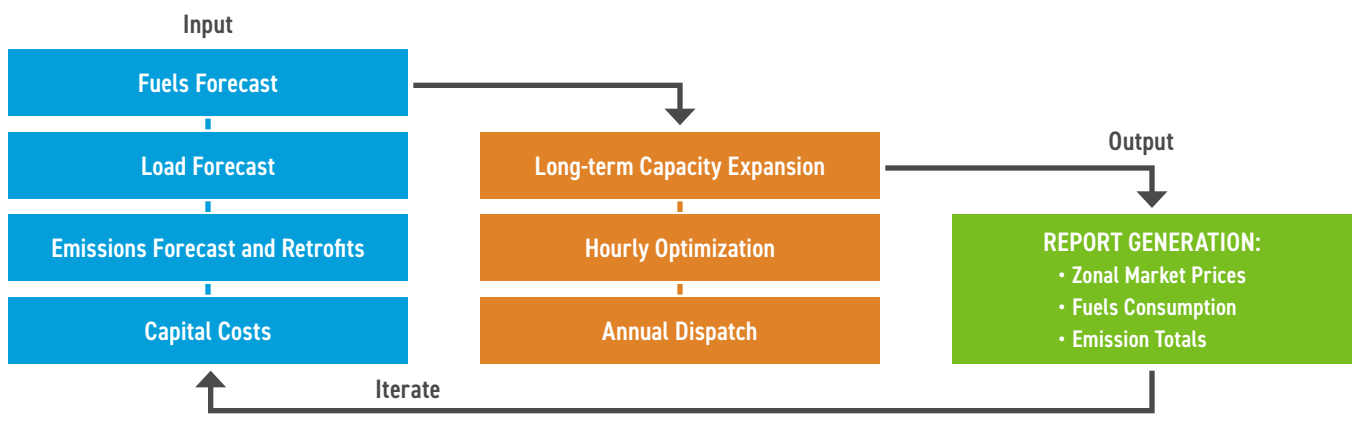 Input
Fuels Forecast
Load Forecast
Emissions Forecast and Retrofits
Capital Costs
Long-term Capacity Expansion
Hourly Optimization
Annual Dispatch
Output
REPORT GENERATION:
• Zonal Market Prices
• Fuels Consumption
• Emission Totals
Iterate